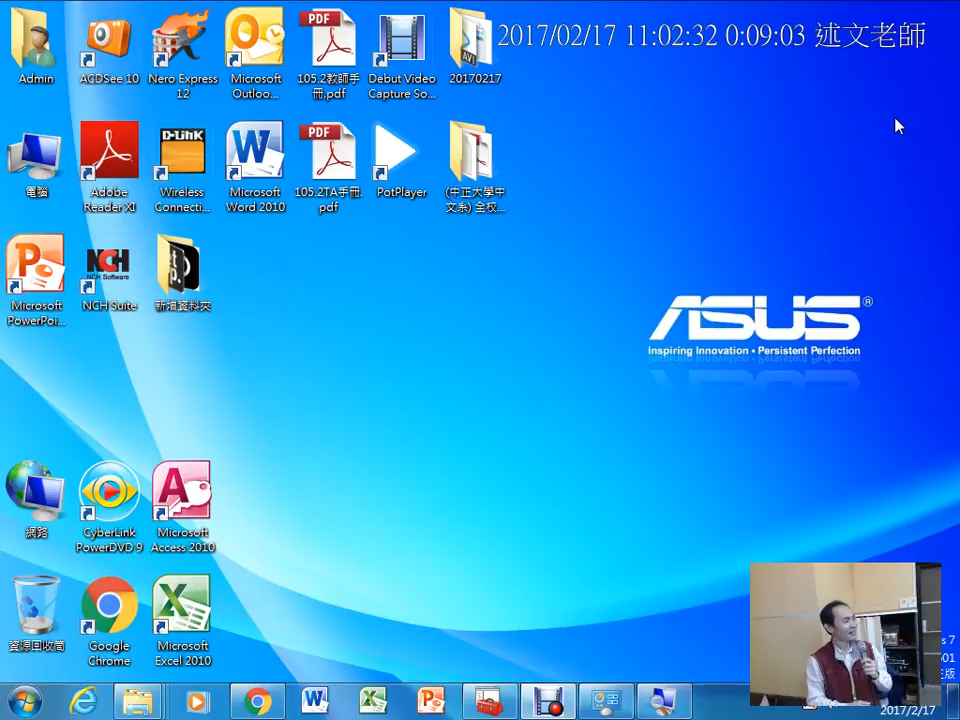 2017/02/17 11:02:32 0:09:03 述文老師
Admin
ACDSee 10
Nero Express
12
Microsoft
Outloo...
PDF
105.2教師手
冊.pdf
Debut Video
Capture So...
AVI
20170217
電腦
Adobe
Reader XI
D-Link
Wireless
Connecti...
Microsoft
Word 2010
PDF
105.2TA手冊.
pdf
PotPlayer
(中正大學中
文系) 全校...
Microsoft
PowerPoi...
NCH
NCH Software
NCH Suite
新增資料夾
ASUS®
Inspiring Innovation • Persistent Perfection
網路
CyberLink
PowerDVD 9
Microsoft
Access 2010
資源回收筒
Google
Chrome
Microsoft
Excel 2010
s 7
601
版
2017/2/17